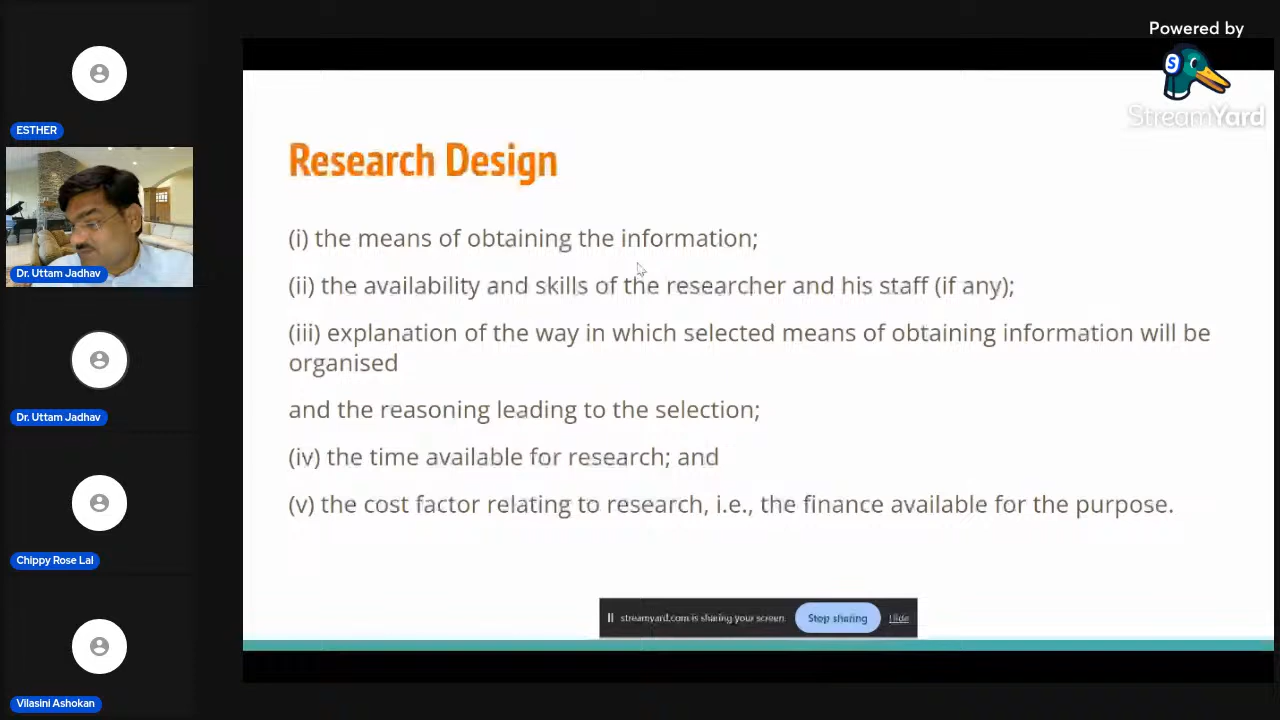 Powered by
StreamYard
ESTHER
Dr. Uttam Jadhav
Dr. Uttam Jadhav
Chippy Rose Lal
Vilasini Ashokan
Research Design
(i) the means of obtaining the information;
(ii) the availability and skills of the researcher and his staff (if any);
(iii) explanation of the way in which selected means of obtaining information will be
organised
and the reasoning leading to the selection;
(iv) the time available for research; and
(v) the cost factor relating to research, i.e., the finance available for the purpose.
streamyard.com is sharing your screen.
Stop sharing
Hide